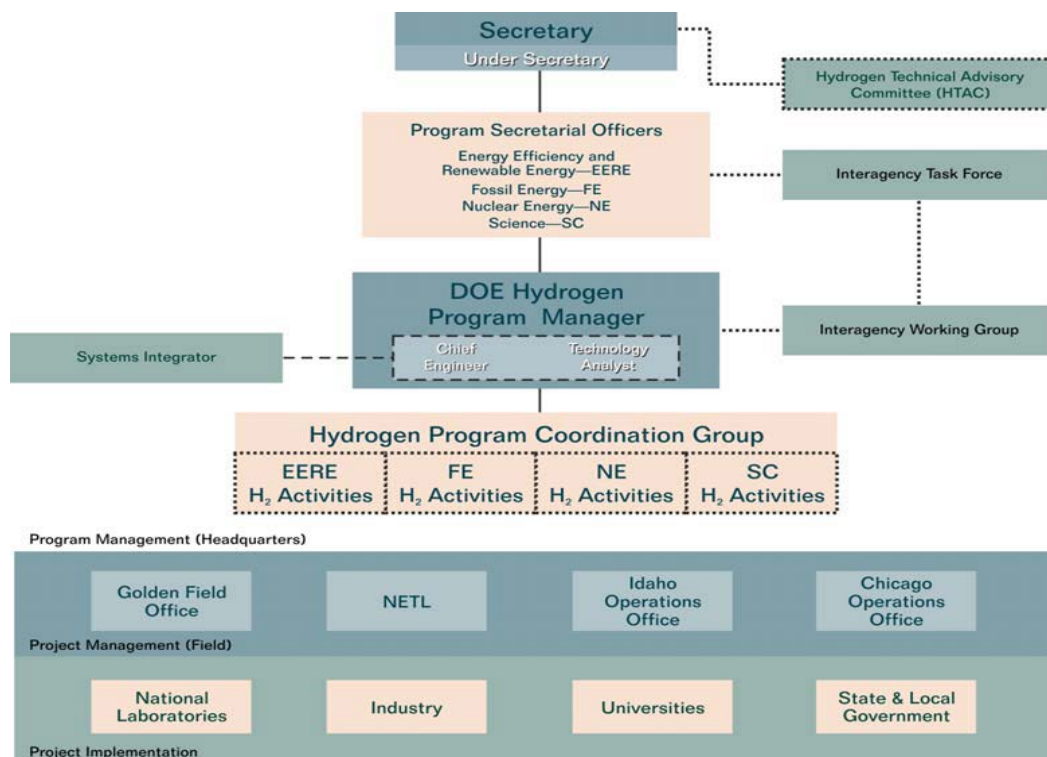 Secretary
Under Secretary
Hydrogen Technical Advisory
Committee (HTAC)
Program Secretarial Officers
Energy Efficiency and
Renewable Energy—EERE
Fossil Energy—FE
Nuclear Energy—NE
Science—SC
Interagency Task Force
DOE Hydrogen
Program Manager
Chief
Engineer
Technology
Analyst
Systems Integrator
Interagency Working Group
Hydrogen Program Coordination Group
EERE
H₂ Activities
FE
H₂ Activities
NE
H₂ Activities
SC
H₂ Activities
Program Management (Headquarters)
Golden Field
Office
NETL
Idaho
Operations
Office
Chicago
Operations
Office
Project Management (Field)
National
Laboratories
Industry
Universities
State & Local
Government
Project Implementation